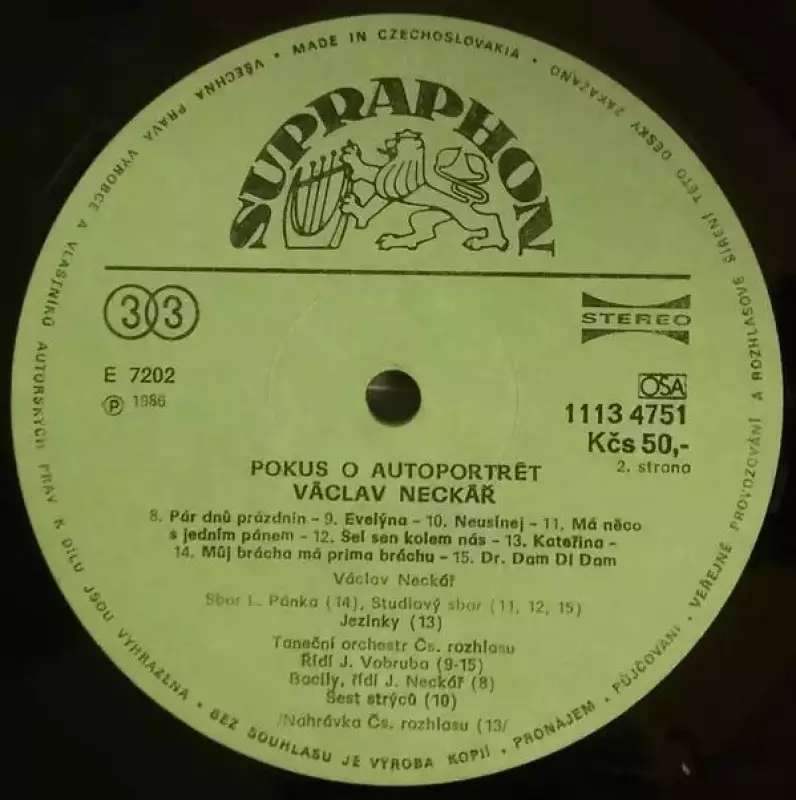 • MADE IN CZECHOSLOVAKIA •
SUPRAPHON
33
STEREO
E 7202
Ⓟ 1986
OSA
1113 4751
Kčs 50,-
2. strana
POKUS O AUTOPORTRÉT
VÁCLAV NECKÁŘ
8. Pár dnů prázdnin – 9. Evelýna – 10. Neusínej – 11. Má něco
s jedním pánem – 12. Šel sen kolem nás – 13. Kateřina –
14. Můj brácha má prima bráchu – 15. Dr. Dam Di Dam
Václav Neckář
Sbor L. Pánka (14), Studiový sbor (11, 12, 15)
Jezinky (13)
Taneční orchestr Čs. rozhlasu
Řídí J. Vobruba (9-15)
Bacily, řídí J. Neckář (8)
Šest strýců (10)
/Nahrávka Čs. rozhlasu (13/
VŠECHNA PRÁVA VÝROBCE A VLASTNÍKŮ AUTORSKÝCH PRÁV K DÍLU JSOU VYHRAZENA • BEZ SOUHLASU JE VÝROBA KOPIÍ • PRONÁJEM • PŮJČOVÁNÍ • VEŘEJNÉ PROVOZOVÁNÍ A ROZHLASOVÉ ŠÍŘENÍ TÉTO DESKY ZAKÁZÁNO